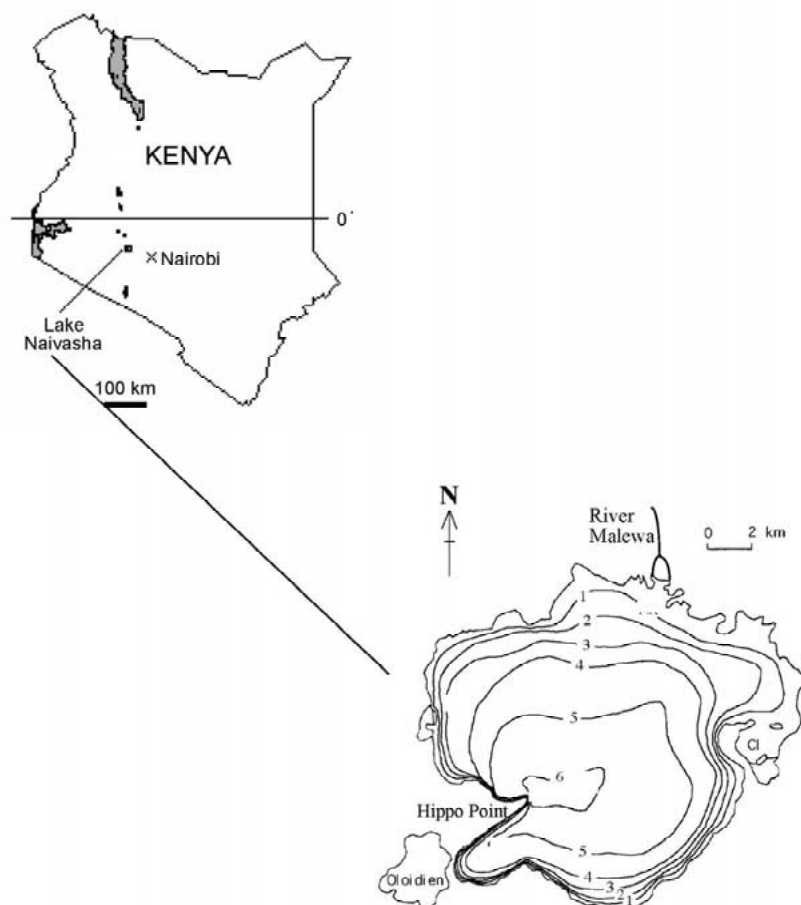 KENYA
0°
Nairobi
Lake
Naivasha
100 km
N
River
Malewa
0 2 km
1
2
3
4
5
6
Cl
Hippo Point
Oloidien
5
4
3
2
1